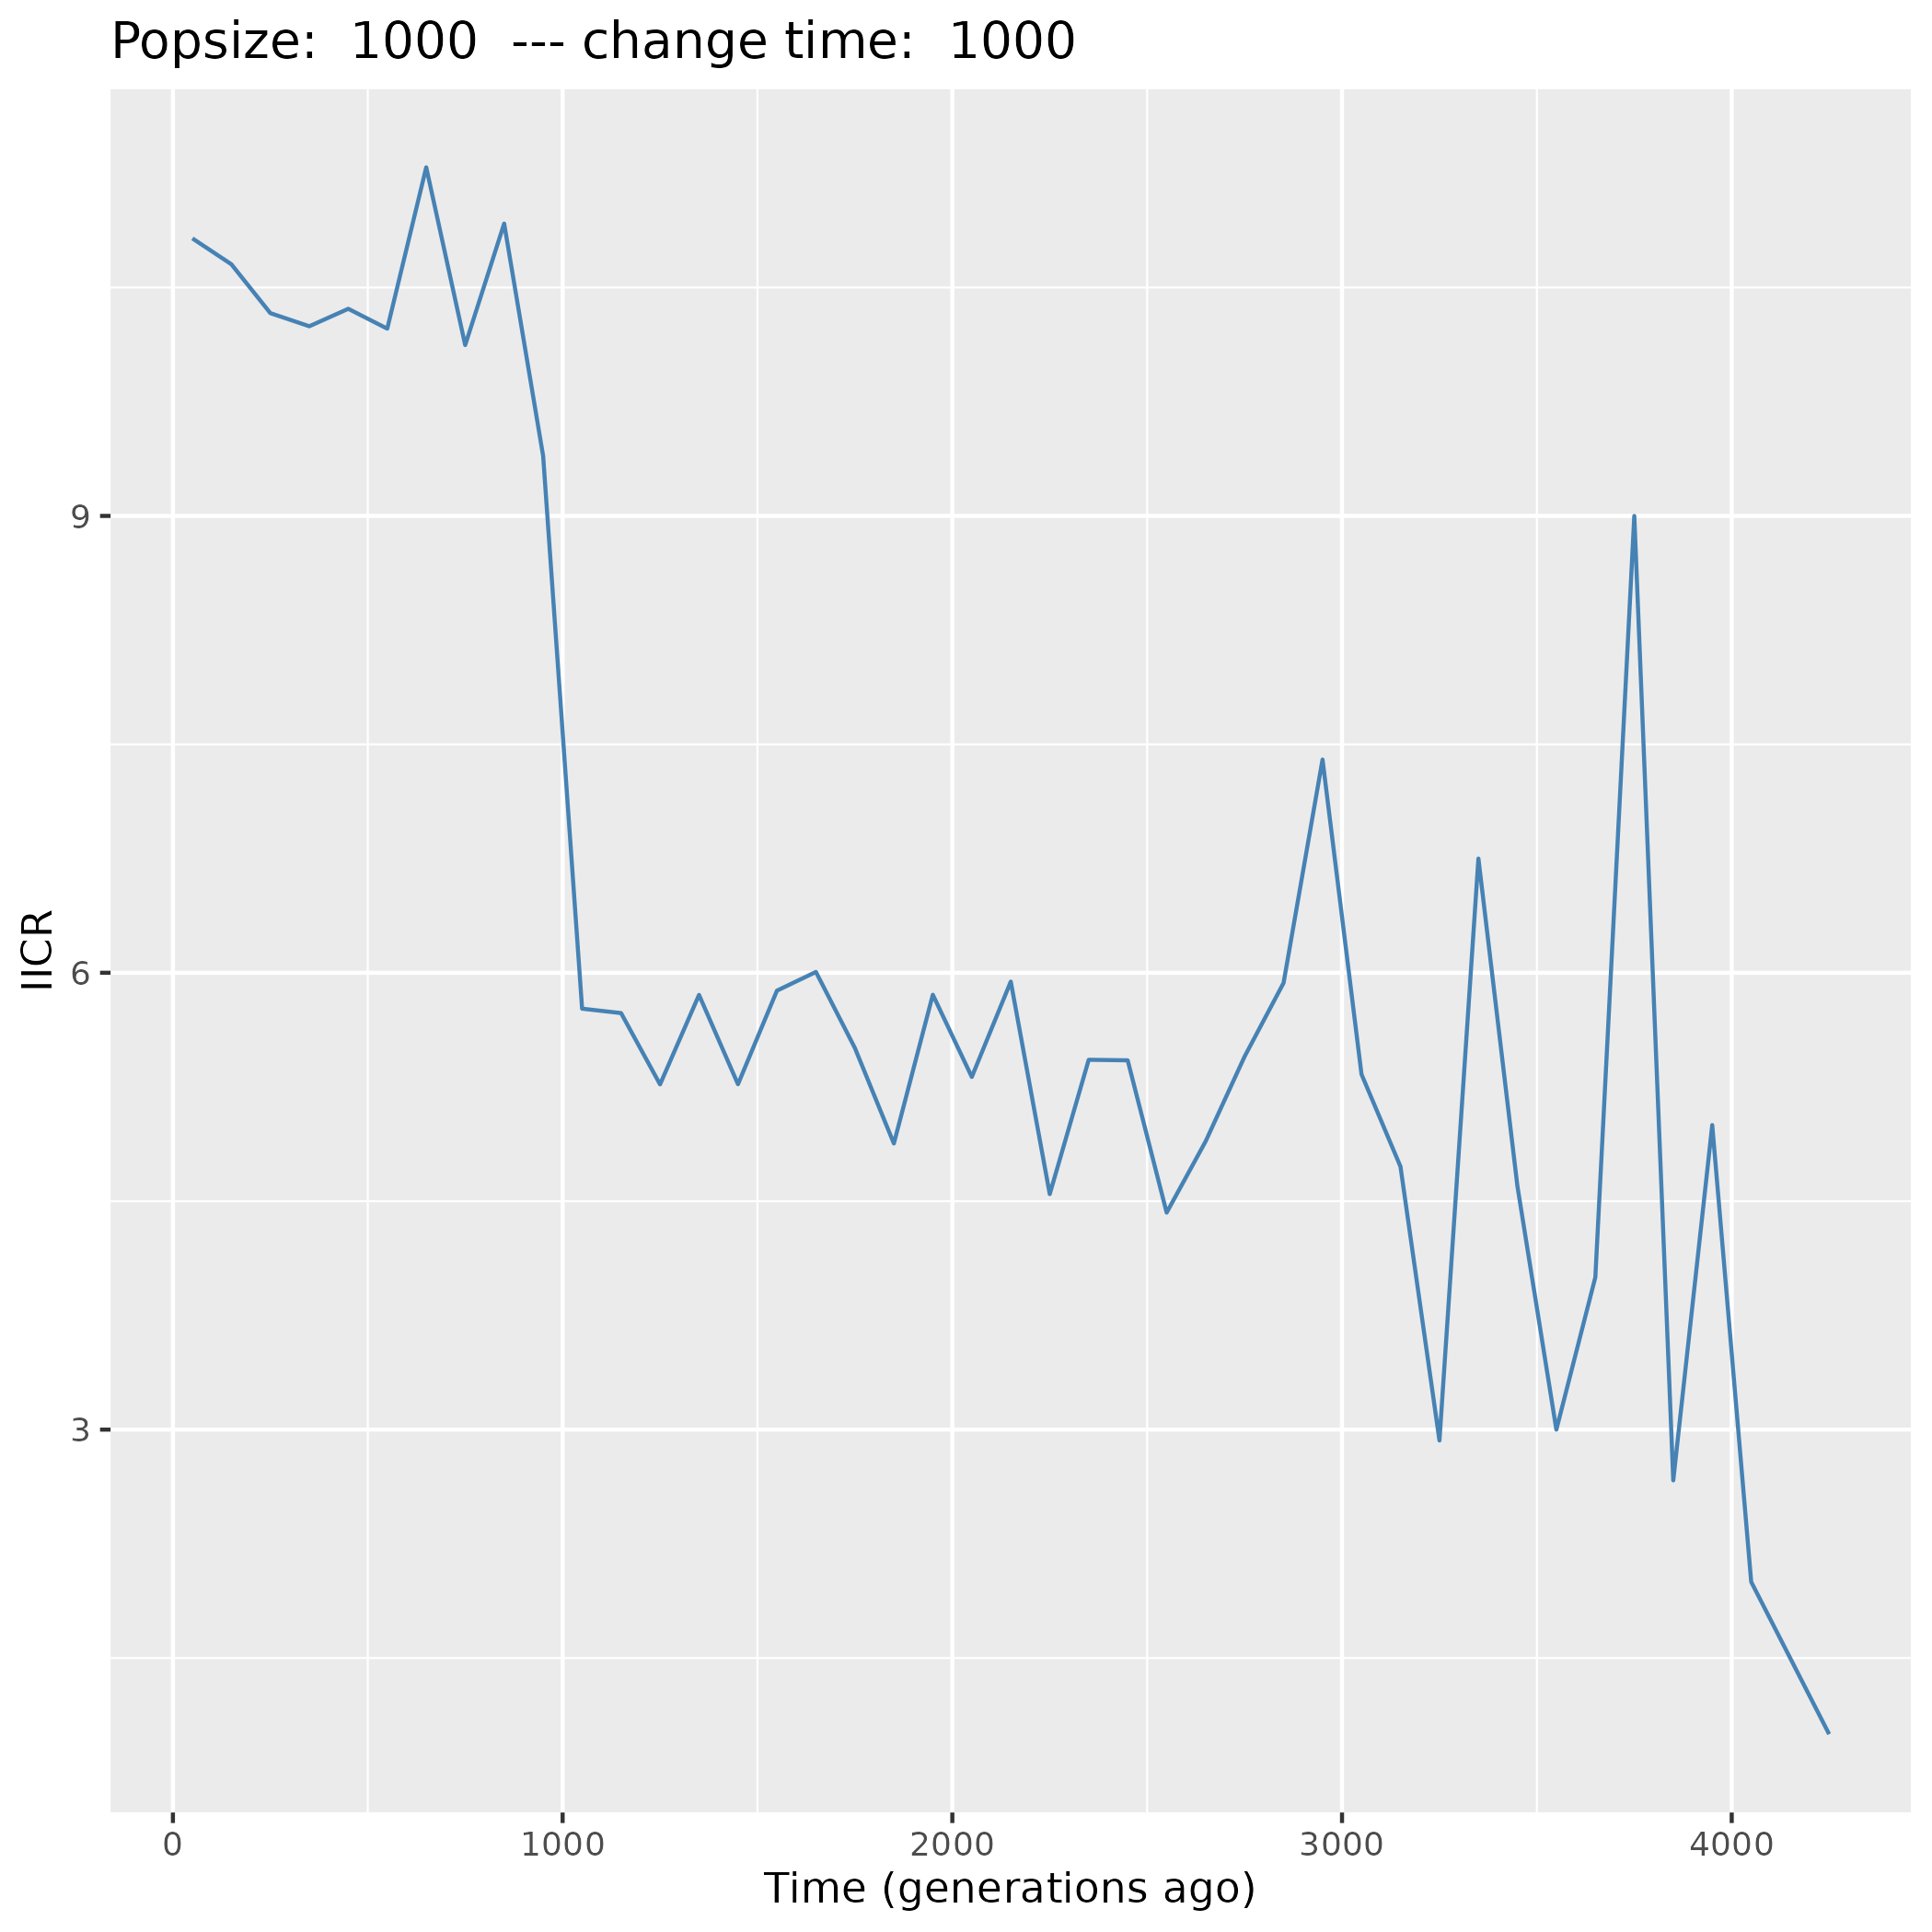 Popsize:  1000  --- change time:  1000
9
6
3
IICR
0 1000 2000 3000 4000
Time (generations ago)